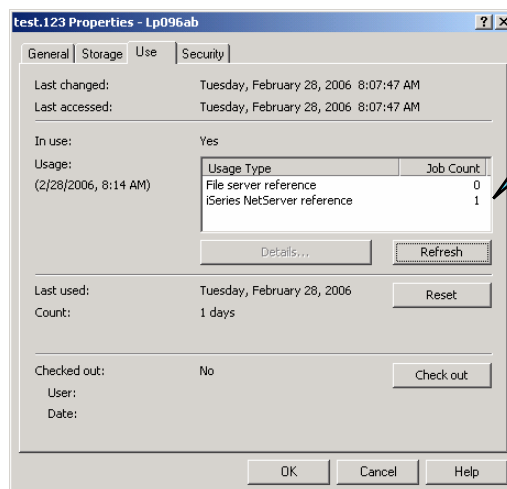 test.123 Properties - Lp096ab
General Storage Use Security
Last changed: Tuesday, February 28, 2006 8:07:47 AM
Last accessed: Tuesday, February 28, 2006 8:07:47 AM
In use: Yes
Usage:
(2/28/2006, 8:14 AM)
Usage Type Job Count
File server reference 0
iSeries NetServer reference 1
Details... Refresh
Last used: Tuesday, February 28, 2006 Reset
Count: 1 days
Checked out: No Check out
User:
Date:
OK Cancel Help